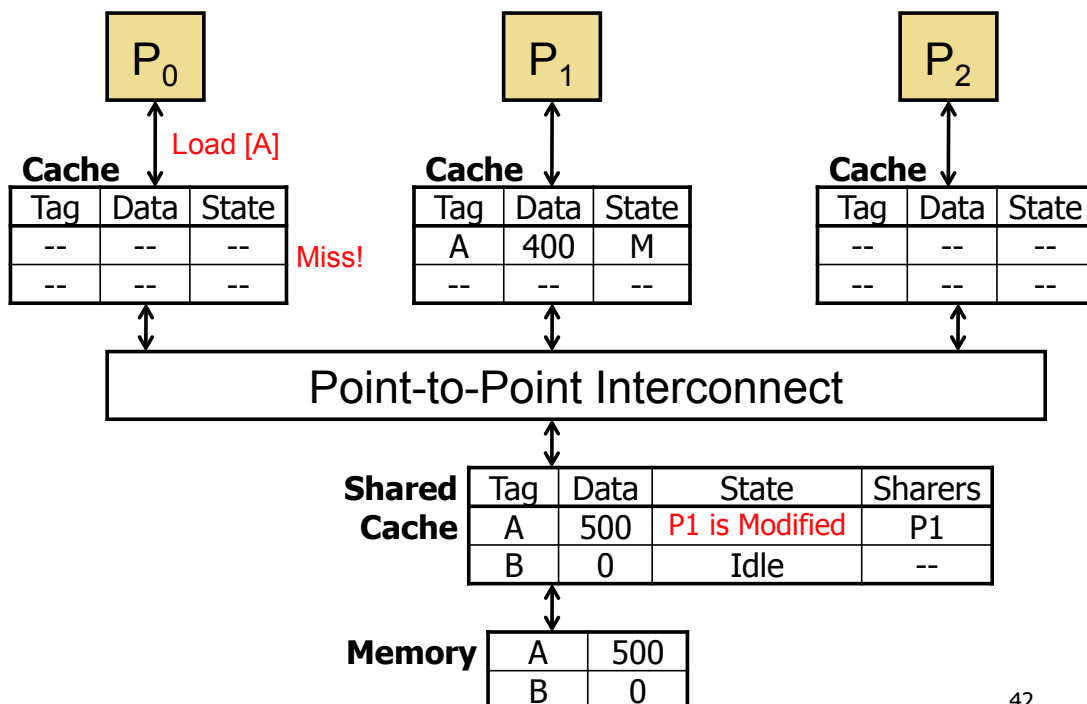 P0 P1 P2
Load [A]
Cache Cache Cache
Tag Data State Tag Data State Tag Data State
-- -- -- A 400 M -- -- --
Miss!
-- -- -- -- -- -- -- -- --
Point-to-Point Interconnect
Shared Tag Data State Sharers
Cache A 500 P1 is Modified P1
B 0 Idle --
Memory A 500
B 0
42